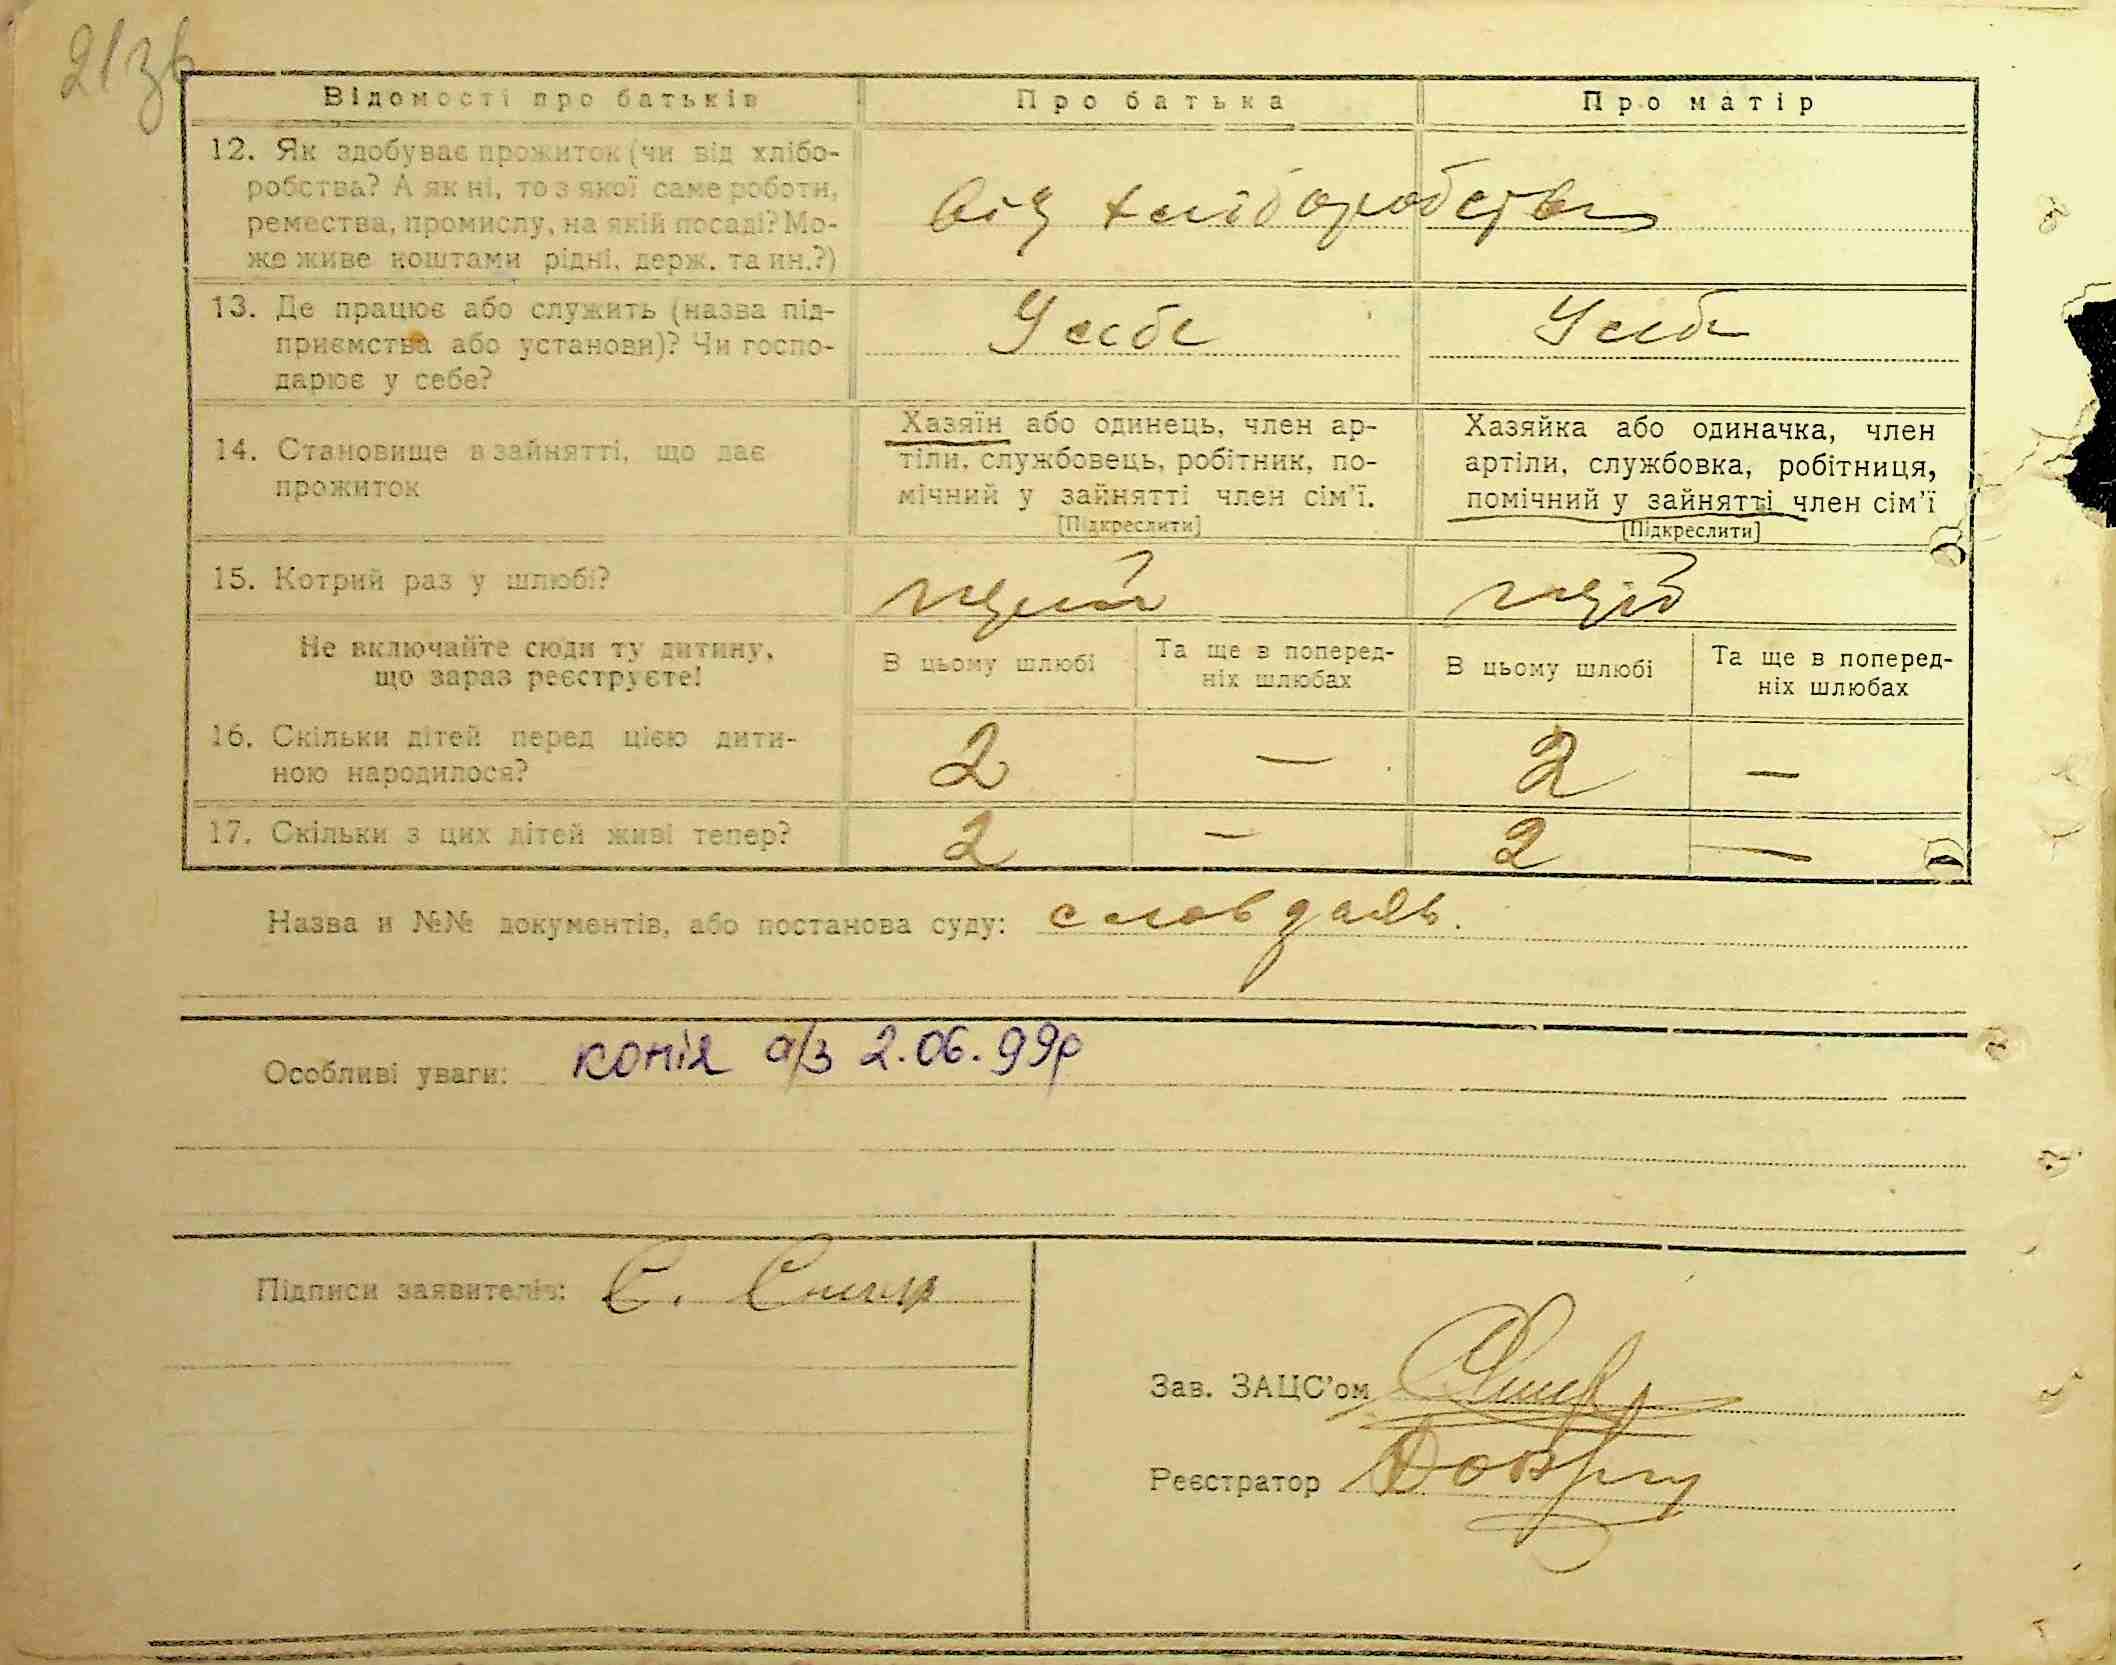 21зв
Відомості про батьків Про батька Про матір
12. Як здобуває прожиток (чи від хлібо-
робства? А як ні, то з якої саме роботи,
ремества, промислу, на якій посаді? Мо-
же живе коштами рідні, держ. та ин.?)
від хліборобства
13. Де працює або служить (назва під-
приємства або установи)? Чи госпо-
дарює у себе?
У себе У себе
14. Становище в зайнятті, що дає
прожиток
Хазяїн або одинець, член ар-
тіли, службовець, робітник, по-
мічний у зайнятті член сім'ї.
[Підкреслити]
Хазяйка або одиначка, член
артіли, службовка, робітниця,
помічний у зайнятті член сім'ї
[Підкреслити]
15. Котрий раз у шлюбі?
Не включайте сюди ту дитину,
що зараз реєструєте!
В цьому шлюбі
Та ще в поперед-
ніх шлюбах
В цьому шлюбі
Та ще в поперед-
ніх шлюбах
16. Скільки дітей перед цією дити-
ною народилося?
2 — 2 —
17. Скільки з цих дітей живі тепер? 2 — 2 —
Назва и №№ документів, або постанова суду:
Особливі уваги: копія а/з 2.06.99р
Підписи заявителів: С.
Зав. ЗАЦС'ом
Реєстратор